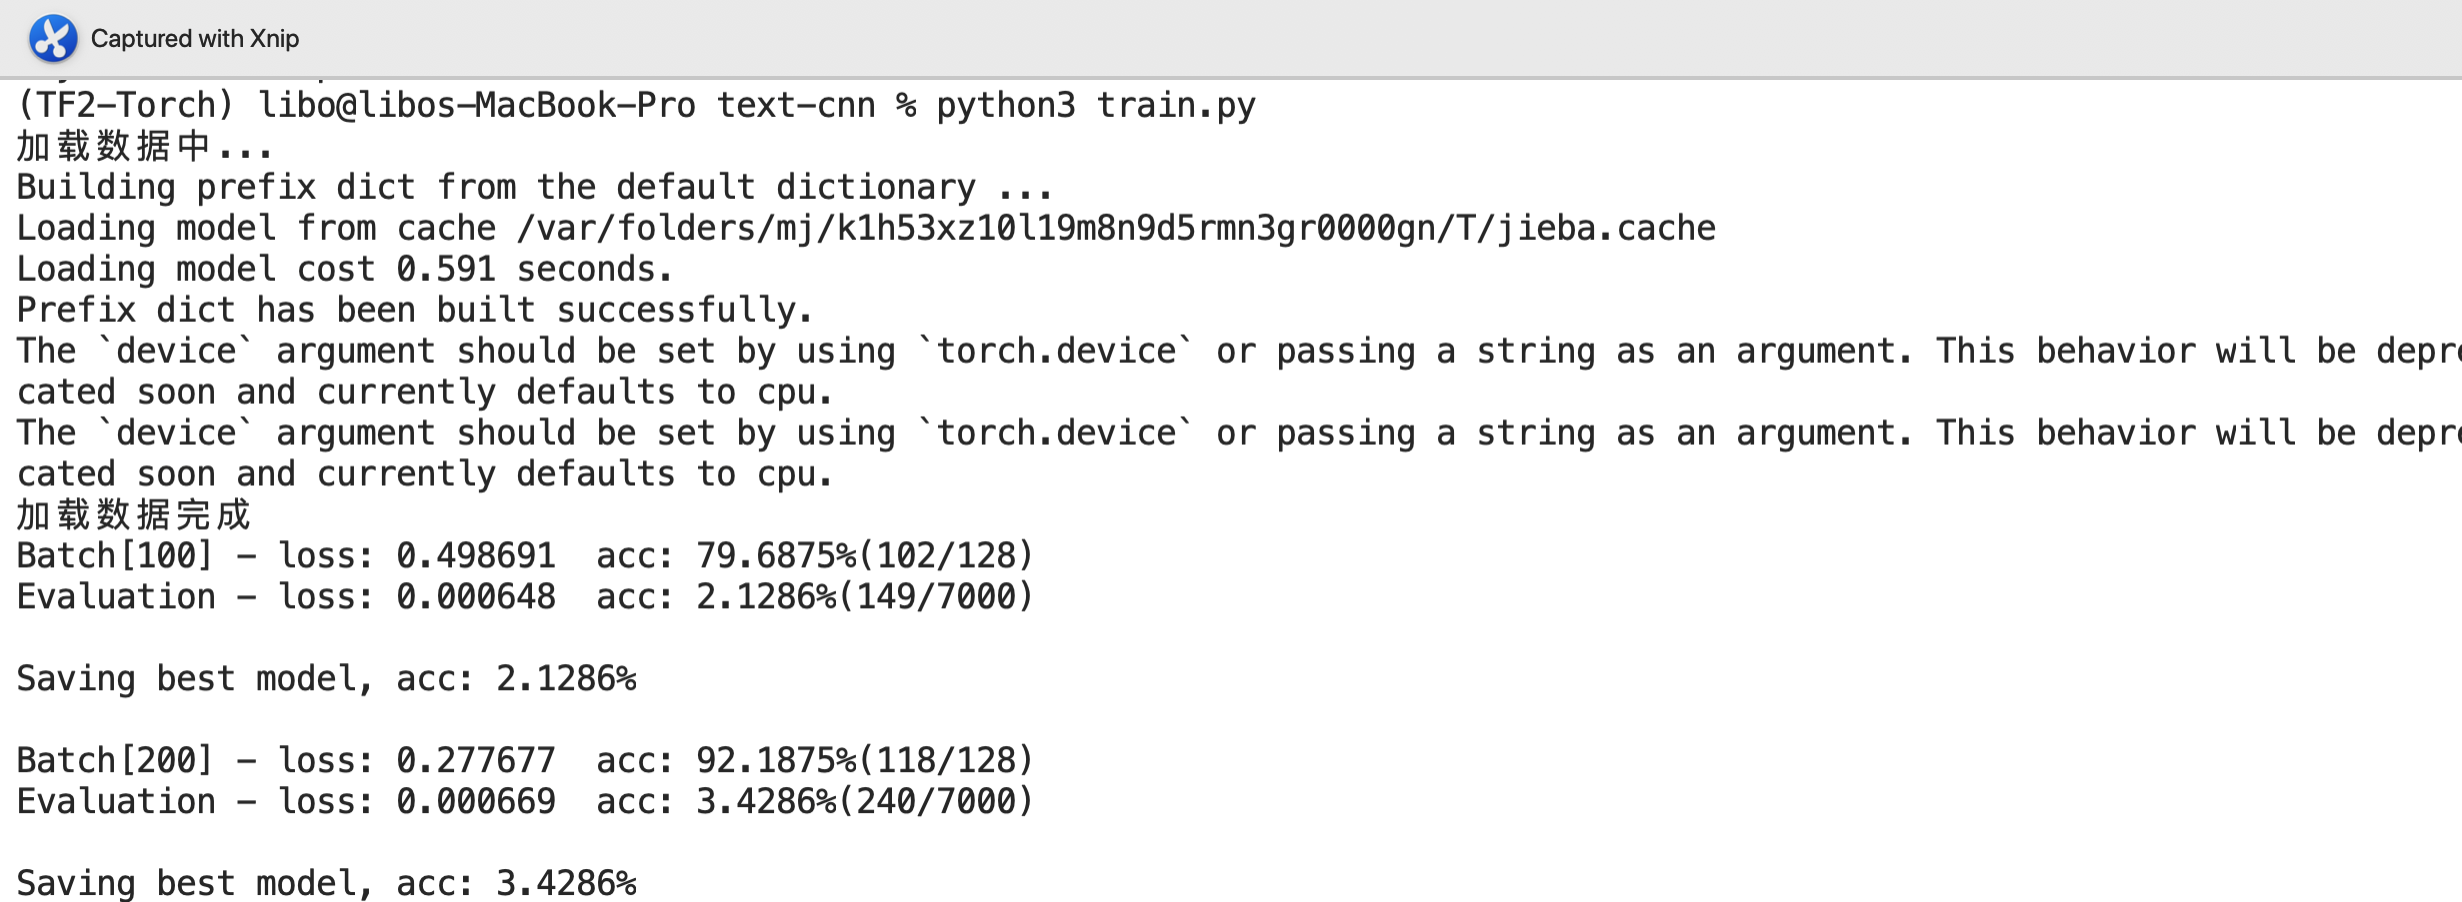 Captured with Xnip
(TF2-Torch) libo@libos-MacBook-Pro text-cnn % python3 train.py
加载数据中...
Building prefix dict from the default dictionary ...
Loading model from cache /var/folders/mj/k1h53xz10l19m8n9d5rmn3gr0000gn/T/jieba.cache
Loading model cost 0.591 seconds.
Prefix dict has been built successfully.
The `device` argument should be set by using `torch.device` or passing a string as an argument. This behavior will be depre
cated soon and currently defaults to cpu.
The `device` argument should be set by using `torch.device` or passing a string as an argument. This behavior will be depre
cated soon and currently defaults to cpu.
加载数据完成
Batch[100] - loss: 0.498691  acc: 79.6875%(102/128)
Evaluation - loss: 0.000648  acc: 2.1286%(149/7000)
Saving best model, acc: 2.1286%
Batch[200] - loss: 0.277677  acc: 92.1875%(118/128)
Evaluation - loss: 0.000669  acc: 3.4286%(240/7000)
Saving best model, acc: 3.4286%